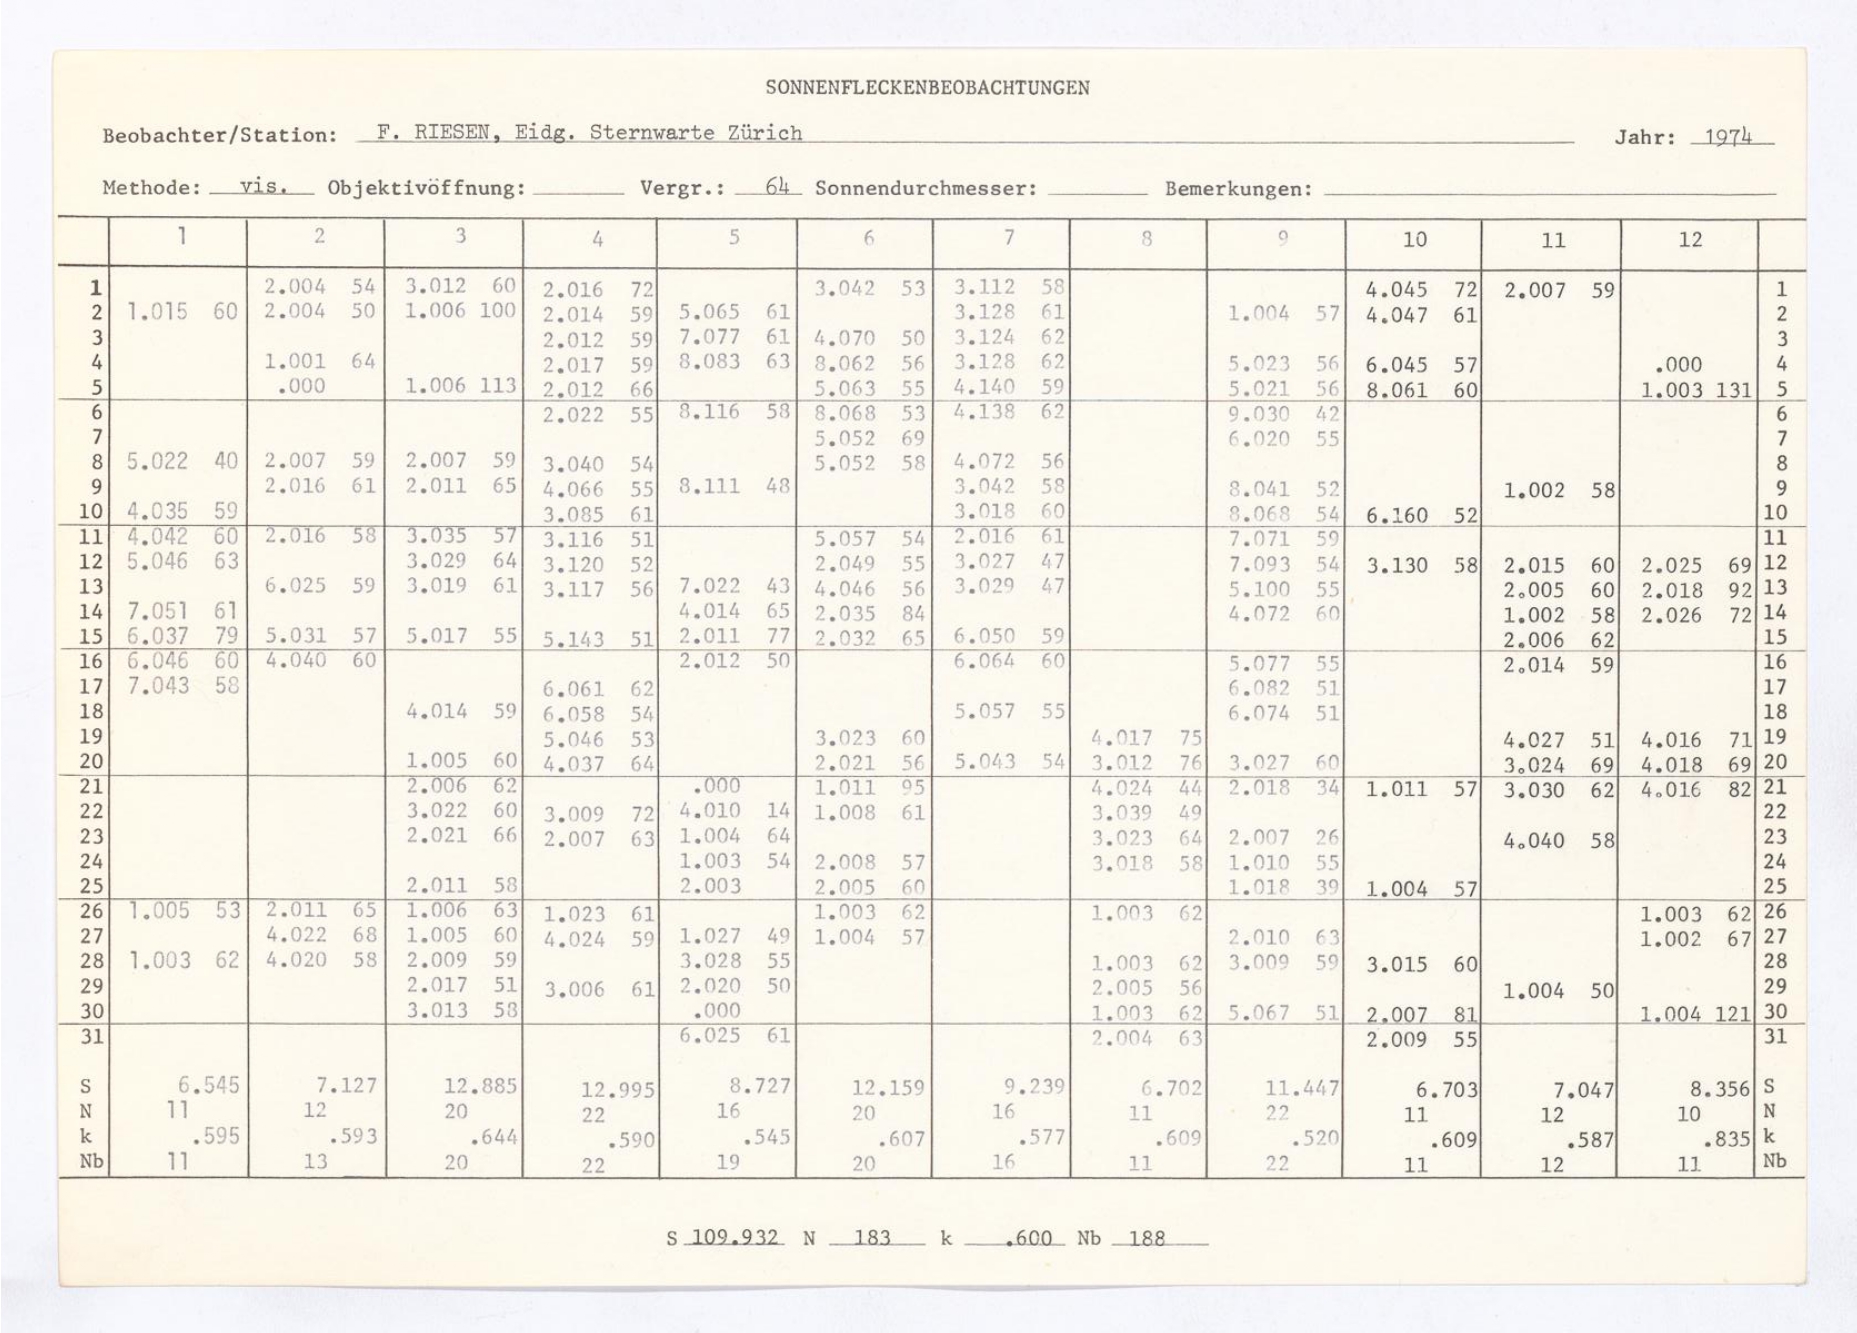 SONNENFLECKENBEOBACHTUNGEN
Beobachter/Station: F. RIESEN, Eidg. Sternwarte Zürich Jahr: 1974
Methode: vis. Objektivöffnung: Vergr.: 64 Sonnendurchmesser: Bemerkungen:
1 2 3 4 5 6 7 8 9 10 11 12
1 2.004 54 3.012 60 2.016 72 3.042 53 3.112 58 4.045 72 2.007 59 1
2 1.015 60 2.004 50 1.006 100 2.014 59 5.065 61 3.128 61 1.004 57 4.047 61 2
3 2.012 59 7.077 61 4.070 50 3.124 62 3
4 1.001 64 2.017 59 8.083 63 8.062 56 3.128 62 5.023 56 6.045 57 .000 4
5 .000 1.006 113 2.012 66 5.063 55 4.140 59 5.021 56 8.061 60 1.003 131 5
6 2.022 55 8.116 58 8.068 53 4.138 62 9.030 42 6
7 5.052 69 6.020 55 7
8 5.022 40 2.007 59 2.007 59 3.040 54 5.052 58 4.072 56 8
9 2.016 61 2.011 65 4.066 55 8.111 48 3.042 58 8.041 52 1.002 58 9
10 4.035 59 3.085 61 3.018 60 8.068 54 6.160 52 10
11 4.042 60 2.016 58 3.035 57 3.116 51 5.057 54 2.016 61 7.071 59 11
12 5.046 63 3.029 64 3.120 52 2.049 55 3.027 47 7.093 54 3.130 58 2.015 60 2.025 69 12
13 6.025 59 3.019 61 3.117 56 7.022 43 4.046 56 3.029 47 5.100 55 2.005 60 2.018 92 13
14 7.051 61 4.014 65 2.035 84 4.072 60 1.002 58 2.026 72 14
15 6.037 79 5.031 57 5.017 55 5.143 51 2.011 77 2.032 65 6.050 59 2.006 62 15
16 6.046 60 4.040 60 2.012 50 6.064 60 5.077 55 2.014 59 16
17 7.043 58 6.061 62 6.082 51 17
18 4.014 59 6.058 54 5.057 55 6.074 51 18
19 5.046 53 3.023 60 4.017 75 4.027 51 4.016 71 19
20 1.005 60 4.037 64 2.021 56 5.043 54 3.012 76 3.027 60 3.024 69 4.018 69 20
21 2.006 62 .000 1.011 95 4.024 44 2.018 34 1.011 57 3.030 62 4.016 82 21
22 3.022 60 3.009 72 4.010 14 1.008 61 3.039 49 22
23 2.021 66 2.007 63 1.004 64 3.023 64 2.007 26 4.040 58 23
24 1.003 54 2.008 57 3.018 58 1.010 55 24
25 2.011 58 2.003 2.005 60 1.018 39 1.004 57 25
26 1.005 53 2.011 65 1.006 63 1.023 61 1.003 62 1.003 62 1.003 62 26
27 4.022 68 1.005 60 4.024 59 1.027 49 1.004 57 2.010 63 1.002 67 27
28 1.003 62 4.020 58 2.009 59 3.028 55 1.003 62 3.009 59 3.015 60 28
29 2.017 51 3.006 61 2.020 50 2.005 56 1.004 50 29
30 3.013 58 .000 1.003 62 5.067 51 2.007 81 1.004 121 30
31 6.025 61 2.004 63 2.009 55 31
S 6.545 7.127 12.885 12.995 8.727 12.159 9.239 6.702 11.447 6.703 7.047 8.356 S
N 11 12 20 22 16 20 16 11 22 11 12 10 N
k .595 .593 .644 .590 .545 .607 .577 .609 .520 .609 .587 .835 k
Nb 11 13 20 22 19 20 16 11 22 11 12 11 Nb
S 109.932 N 183 k .600 Nb 188